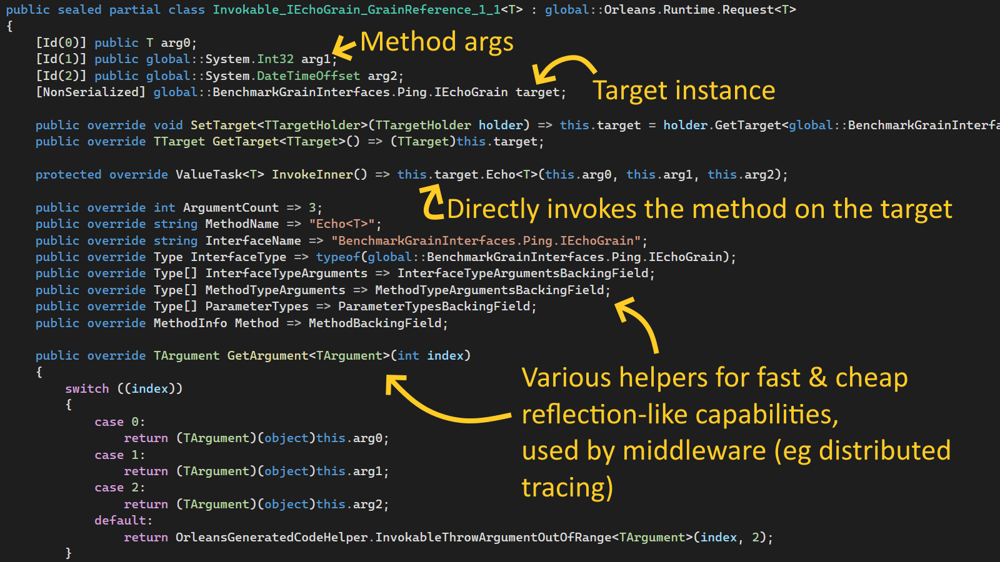 public sealed partial class Invokable_IEchoGrain_GrainReference_1_1<T> : global::Orleans.Runtime.Request<T>
{
[Id(0)] public T arg0;
Method args
[Id(1)] public global::System.Int32 arg1;
[Id(2)] public global::System.DateTimeOffset arg2;
[NonSerialized] global::BenchmarkGrainInterfaces.Ping.IEchoGrain target;
Target instance
public override void SetTarget<TTargetHolder>(TTargetHolder holder) => this.target = holder.GetTarget<global::BenchmarkGrainInterfa
public override TTarget GetTarget<TTarget>() => (TTarget)this.target;
protected override ValueTask<T> InvokeInner() => this.target.Echo<T>(this.arg0, this.arg1, this.arg2);
Directly invokes the method on the target
public override int ArgumentCount => 3;
public override string MethodName => "Echo<T>";
public override string InterfaceName => "BenchmarkGrainInterfaces.Ping.IEchoGrain";
public override Type InterfaceType => typeof(global::BenchmarkGrainInterfaces.Ping.IEchoGrain);
public override Type[] InterfaceTypeArguments => InterfaceTypeArgumentsBackingField;
public override Type[] MethodTypeArguments => MethodTypeArgumentsBackingField;
public override Type[] ParameterTypes => ParameterTypesBackingField;
public override MethodInfo Method => MethodBackingField;
public override TArgument GetArgument<TArgument>(int index)
{
switch ((index))
{
case 0:
return (TArgument)(object)this.arg0;
case 1:
return (TArgument)(object)this.arg1;
case 2:
return (TArgument)(object)this.arg2;
default:
return OrleansGeneratedCodeHelper.InvokableThrowArgumentOutOfRange<TArgument>(index, 2);
}
Various helpers for fast & cheap
reflection-like capabilities,
used by middleware (eg distributed
tracing)